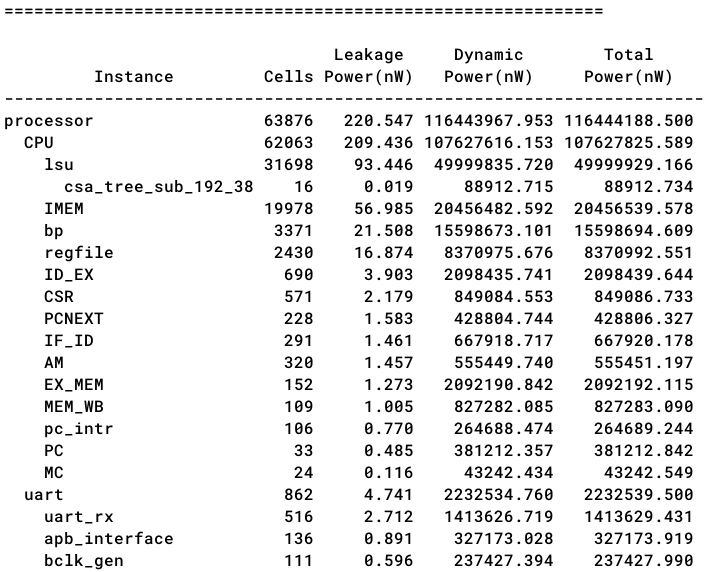 ============================================================
Leakage Dynamic Total
Instance Cells Power(nW) Power(nW) Power(nW)
----------------------------------------------------------------------
processor 63876 220.547 116443967.953 116444188.500
CPU 62063 209.436 107627616.153 107627825.589
lsu 31698 93.446 49999835.720 49999929.166
csa_tree_sub_192_38 16 0.019 88912.715 88912.734
IMEM 19978 56.985 20456482.592 20456539.578
bp 3371 21.508 15598673.101 15598694.609
regfile 2430 16.874 8370975.676 8370992.551
ID_EX 690 3.903 2098435.741 2098439.644
CSR 571 2.179 849084.553 849086.733
PCNEXT 228 1.583 428804.744 428806.327
IF_ID 291 1.461 667918.717 667920.178
AM 320 1.457 555449.740 555451.197
EX_MEM 152 1.273 2092190.842 2092192.115
MEM_WB 109 1.005 827282.085 827283.090
pc_intr 106 0.770 264688.474 264689.244
PC 33 0.485 381212.357 381212.842
MC 24 0.116 43242.434 43242.549
uart 862 4.741 2232534.760 2232539.500
uart_rx 516 2.712 1413626.719 1413629.431
apb_interface 136 0.891 327173.028 327173.919
bclk_gen 111 0.596 237427.394 237427.990